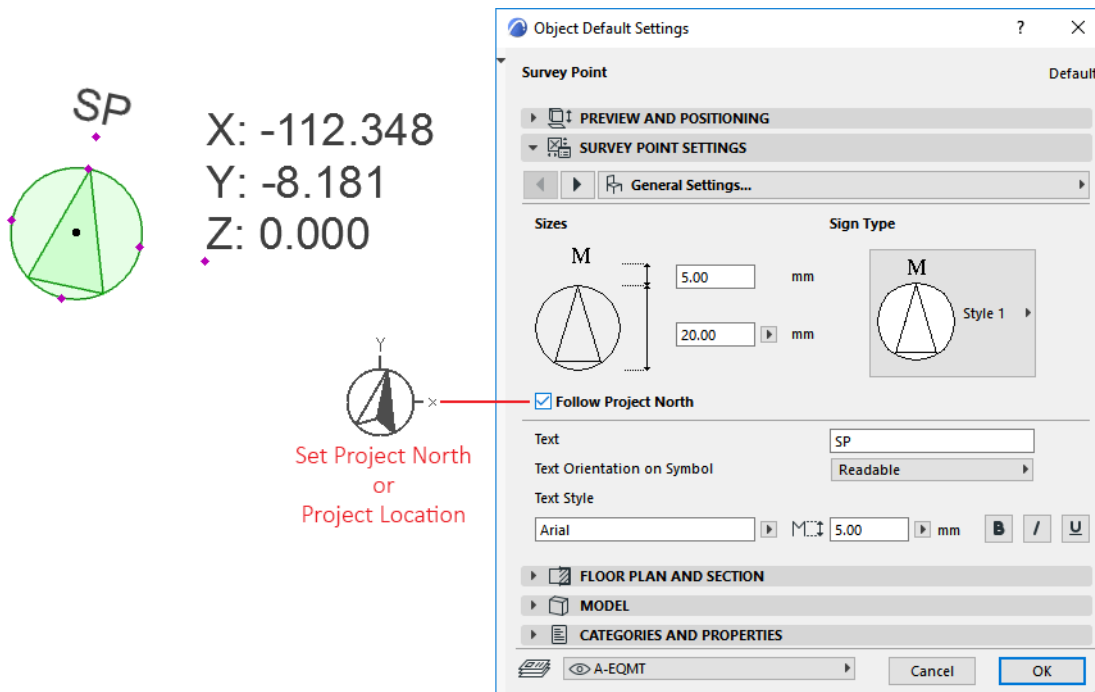 SP
X: -112.348
Y: -8.181
Z: 0.000
Y
X
Set Project North
or
Project Location
Object Default Settings
?
Survey Point
Default
PREVIEW AND POSITIONING
SURVEY POINT SETTINGS
General Settings...
Sizes
Sign Type
M
5.00 mm
20.00 mm
M
Style 1
Follow Project North
Text
SP
Text Orientation on Symbol
Readable
Text Style
Arial
M
5.00 mm
B I U
FLOOR PLAN AND SECTION
MODEL
CATEGORIES AND PROPERTIES
A-EQMT
Cancel
OK